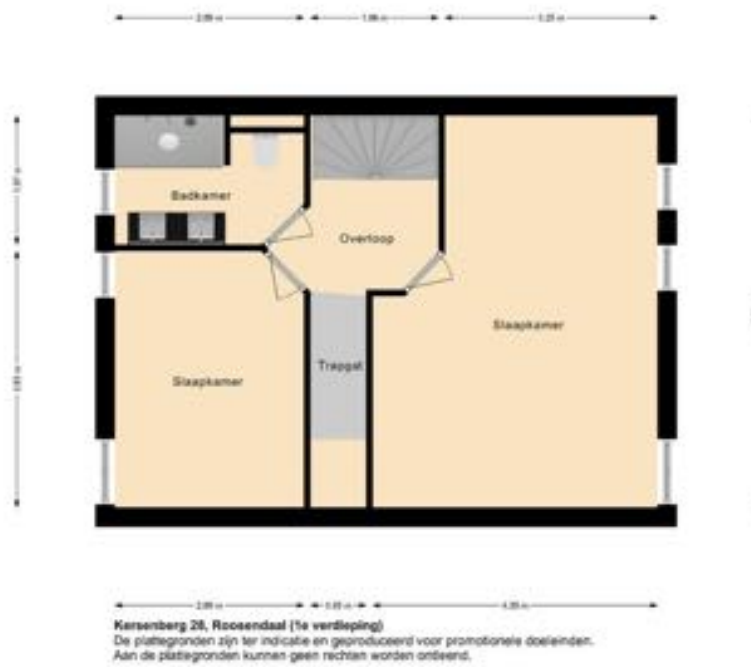 Badkamer
Overloop
Slaapkamer
Trapgat
Slaapkamer
Kersenberg 28, Roosendaal (1e verdieping)
De plattegronden zijn ter indicatie en geproduceerd voor promotionele doeleinden.
Aan de plattegronden kunnen geen rechten worden ontleend.